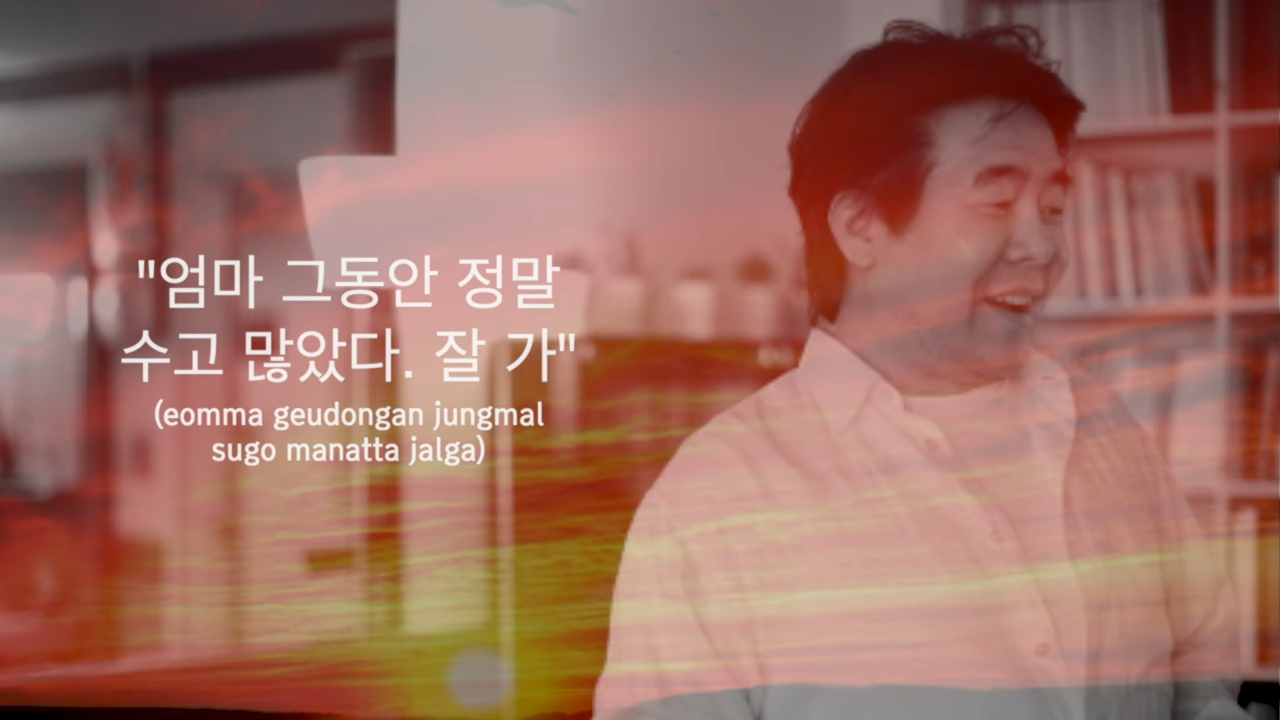 "엄마 그동안 정말
수고 많았다. 잘 가"
(eomma geudongan jungmal
sugo manatta jalga)